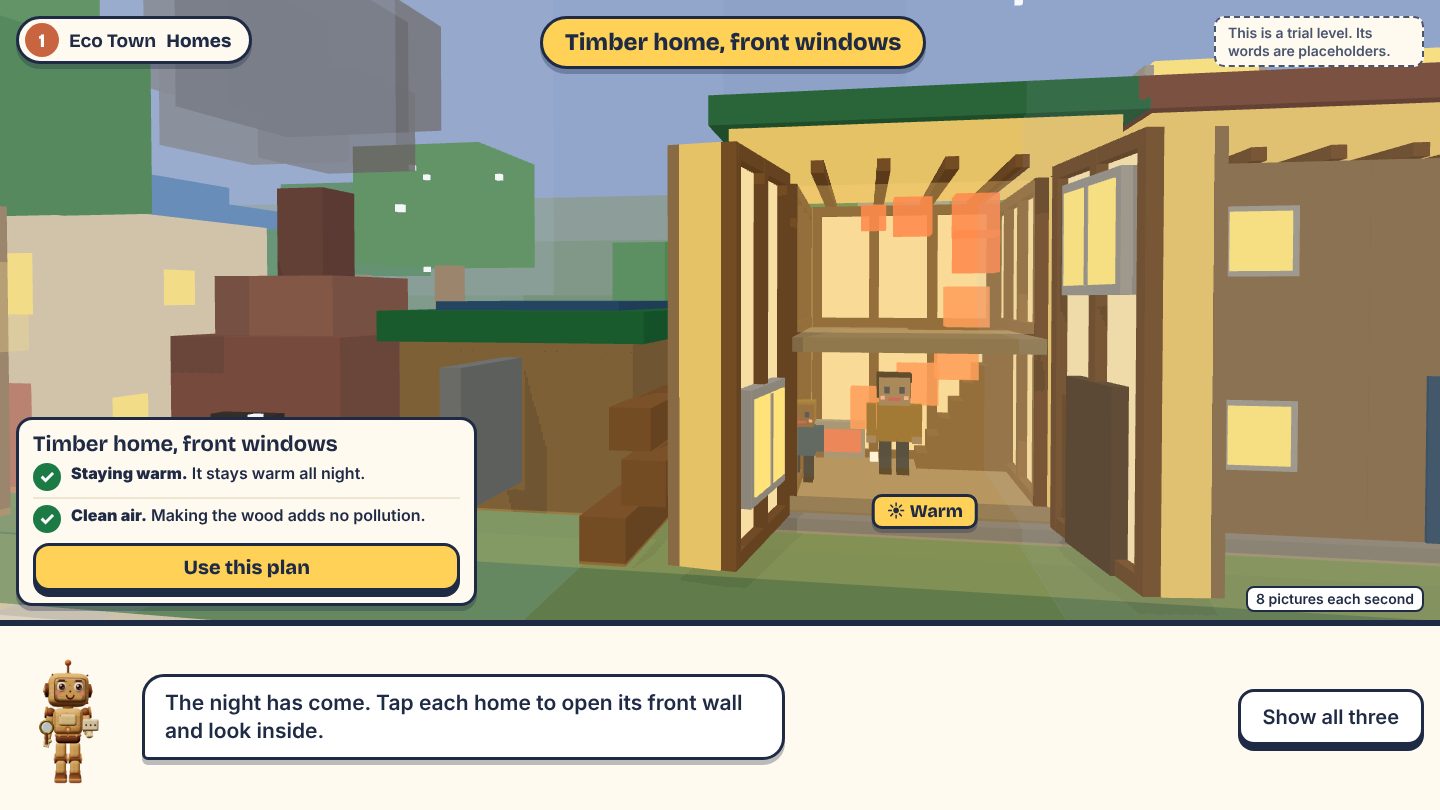 1 Eco Town Homes
Timber home, front windows
This is a trial level. Its
words are placeholders.
Timber home, front windows
Staying warm. It stays warm all night.
Clean air. Making the wood adds no pollution.
Use this plan
Warm
8 pictures each second
The night has come. Tap each home to open its front wall
and look inside.
Show all three